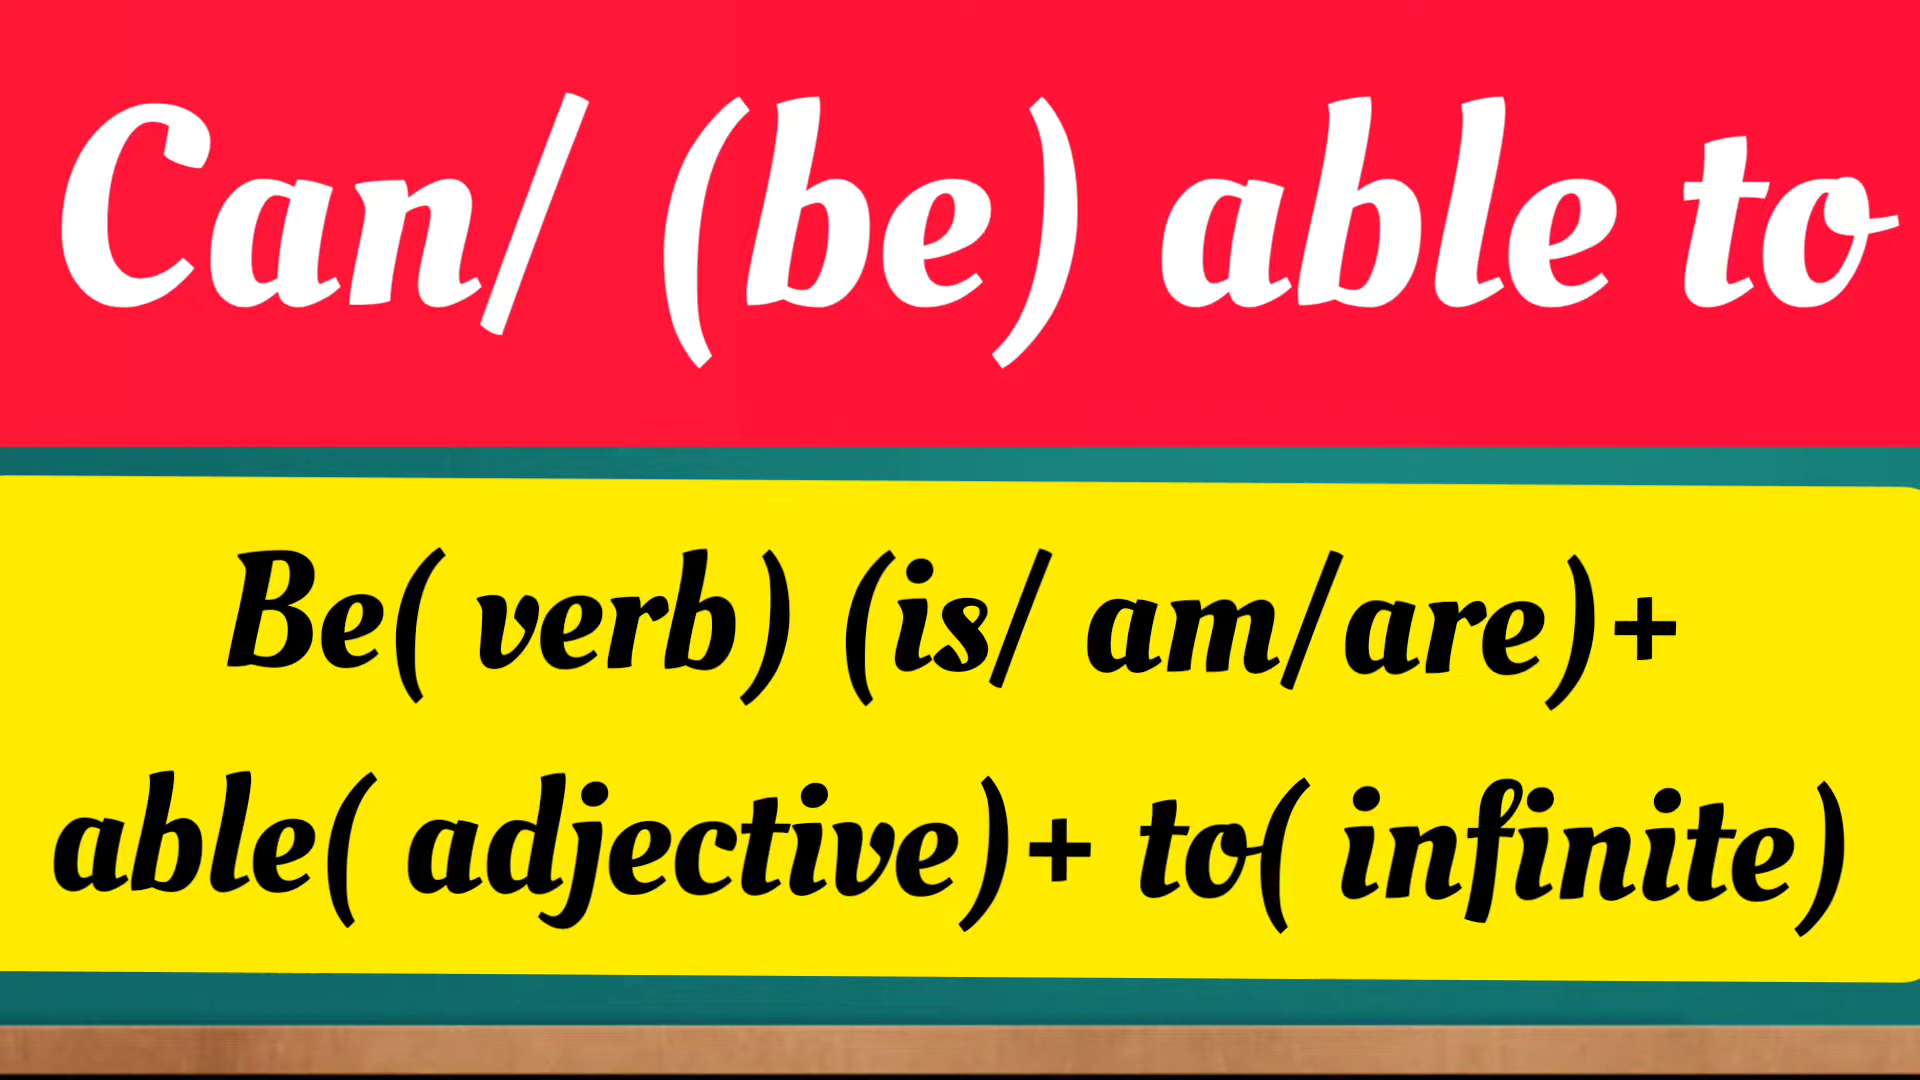 Can/ (be) able to
Be( verb) (is/ am/are)+
able( adjective)+ to( infinite)